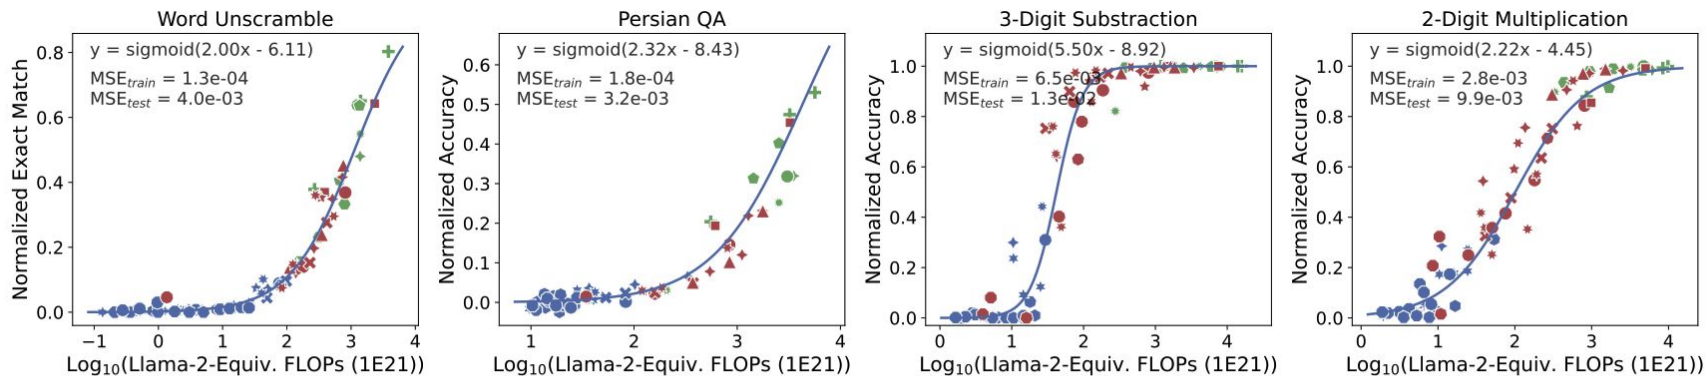 Word Unscramble
y = sigmoid(2.00x - 6.11)
MSE_train = 1.3e-04
MSE_test = 4.0e-03
Normalized Exact Match
0.8
0.6
0.4
0.2
0.0
−1 0 1 2 3 4
Log₁₀(Llama-2-Equiv. FLOPs (1E21))
Persian QA
y = sigmoid(2.32x - 8.43)
MSE_train = 1.8e-04
MSE_test = 3.2e-03
Normalized Accuracy
0.6
0.5
0.4
0.3
0.2
0.1
0.0
1 2 3 4
Log₁₀(Llama-2-Equiv. FLOPs (1E21))
3-Digit Substraction
y = sigmoid(5.50x - 8.92)
MSE_train = 6.5e-03
MSE_test = 1.3e-02
Normalized Accuracy
1.0
0.8
0.6
0.4
0.2
0.0
0 1 2 3 4
Log₁₀(Llama-2-Equiv. FLOPs (1E21))
2-Digit Multiplication
y = sigmoid(2.22x - 4.45)
MSE_train = 2.8e-03
MSE_test = 9.9e-03
Normalized Accuracy
1.0
0.8
0.6
0.4
0.2
0.0
0 1 2 3 4
Log₁₀(Llama-2-Equiv. FLOPs (1E21))